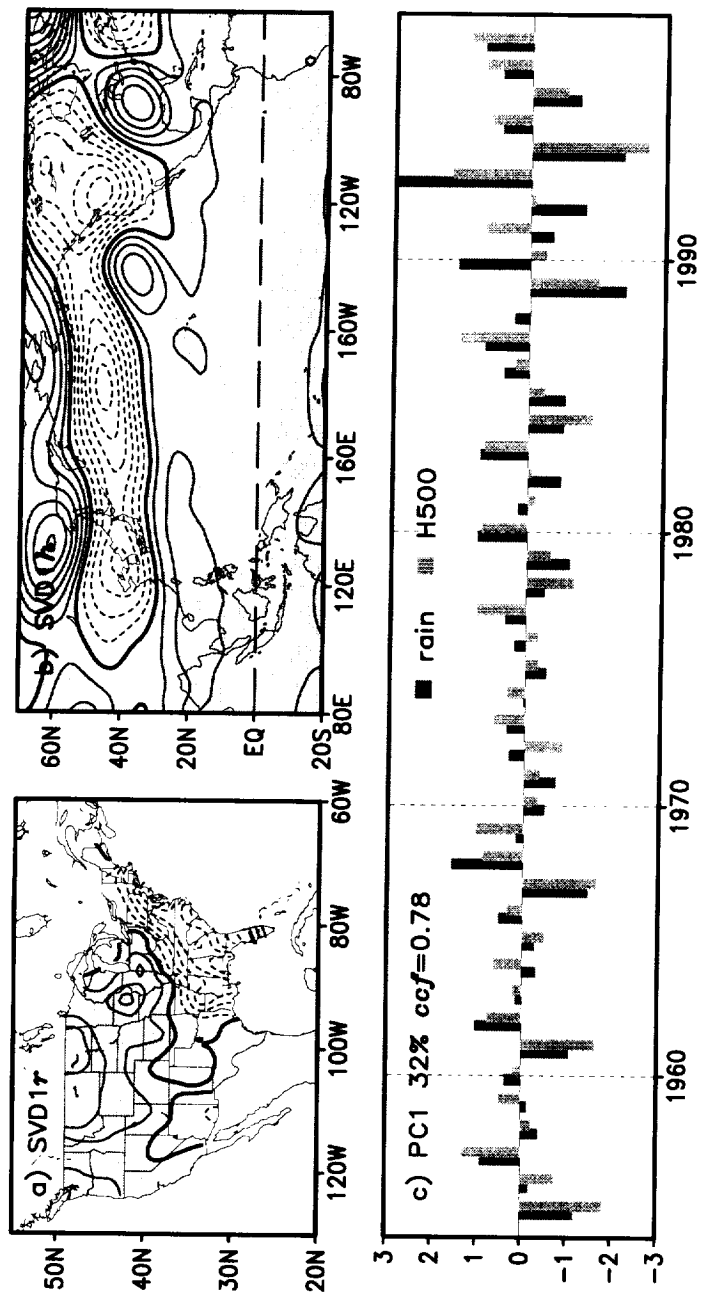 a) SVD1r
50N
40N
30N
20N
120W
100W
80W
60W
b) SVD1h
60N
40N
20N
EQ
20S
80E
120E
160E
160W
120W
80W
c) PC1 32% ccf=0.78
rain H500
3
2
1
0
-1
-2
-3
1960
1970
1980
1990